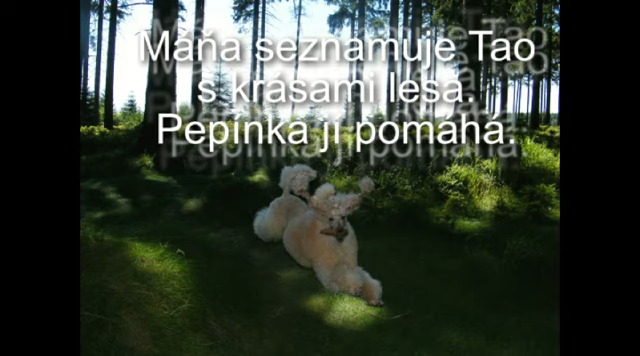 Máňa seznamuje Tao
s krásami lesa.
Pepinka jí pomáhá.